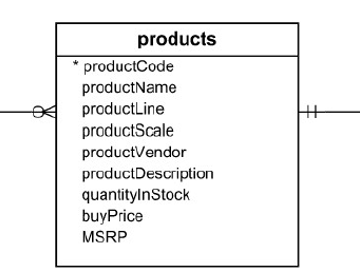 products
* productCode
productName
productLine
productScale
productVendor
productDescription
quantityInStock
buyPrice
MSRP